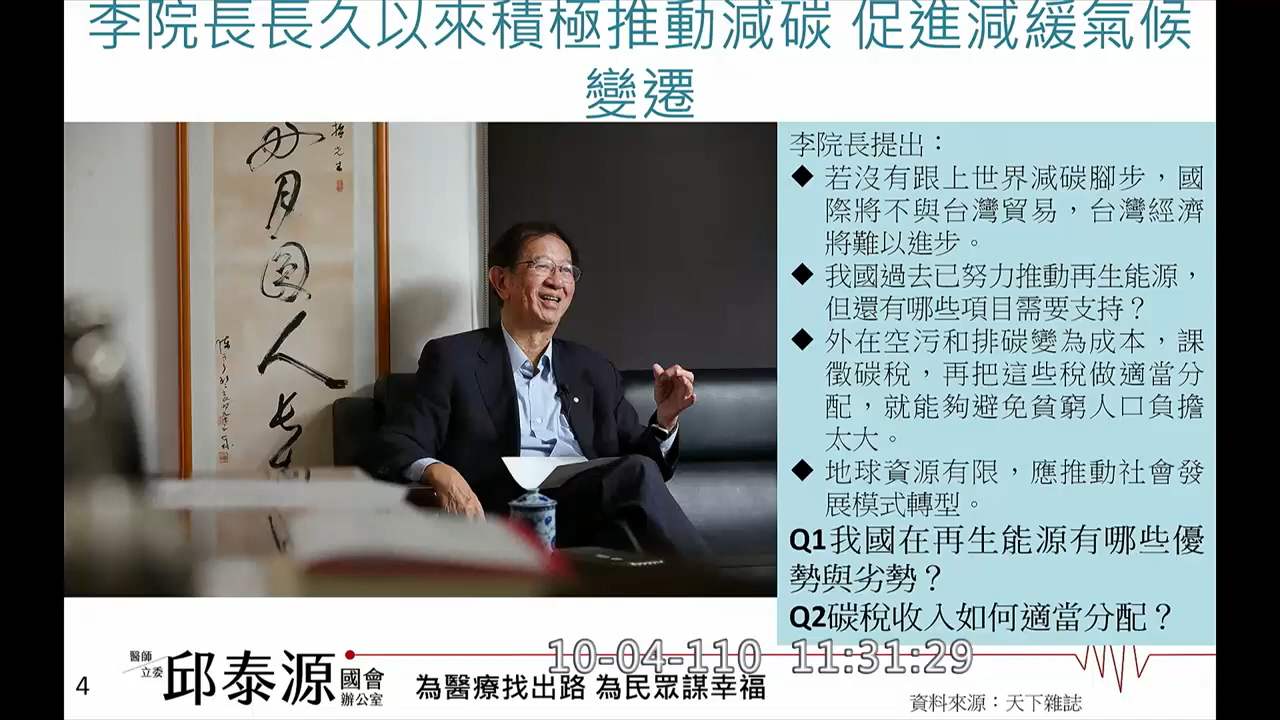 李院長長久以來積極推動減碳 促進減緩氣候
變遷
好月圓人長
李院長提出：
◆ 若沒有跟上世界減碳腳步，國
際將不與台灣貿易，台灣經濟
將難以進步。
◆ 我國過去已努力推動再生能源，
但還有哪些項目需要支持？
◆ 外在空污和排碳變為成本，課
徵碳稅，再把這些稅做適當分
配，就能夠避免貧窮人口負擔
太大。
◆ 地球資源有限，應推動社會發
展模式轉型。
Q1我國在再生能源有哪些優
勢與劣勢？
Q2碳稅收入如何適當分配？
10-04-110 11:31:29
4
醫師
立委
邱泰源
國會
辦公室
為醫療找出路 為民眾謀幸福
資料來源：天下雜誌